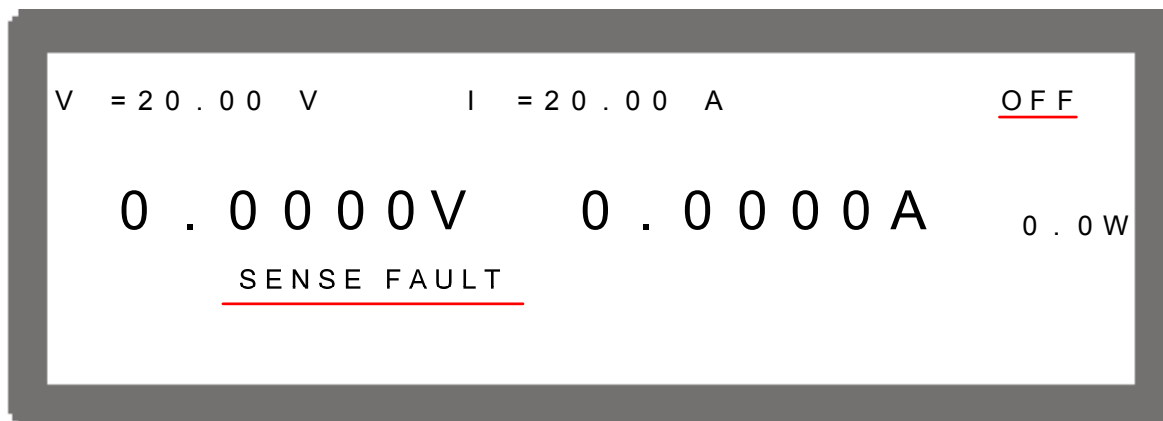 V =20.00 V I =20.00 A OFF
0.0000V 0.0000A 0.0W
SENSE FAULT